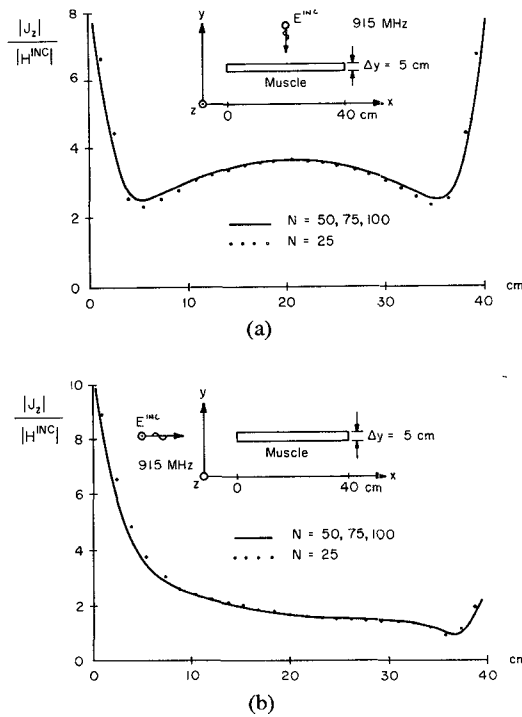 |J_z|
|H^INC|
8
6
4
2
0
y
E^INC
915 MHz
Δy = 5 cm
Muscle
z
0
40 cm
x
N = 50, 75, 100
N = 25
0
10
20
30
40
cm
(a)
|J_z|
|H^INC|
10
8
6
4
2
0
y
E^INC
915 MHz
Δy = 5 cm
Muscle
z
0
40 cm
x
N = 50, 75, 100
N = 25
0
10
20
30
40
cm
(b)